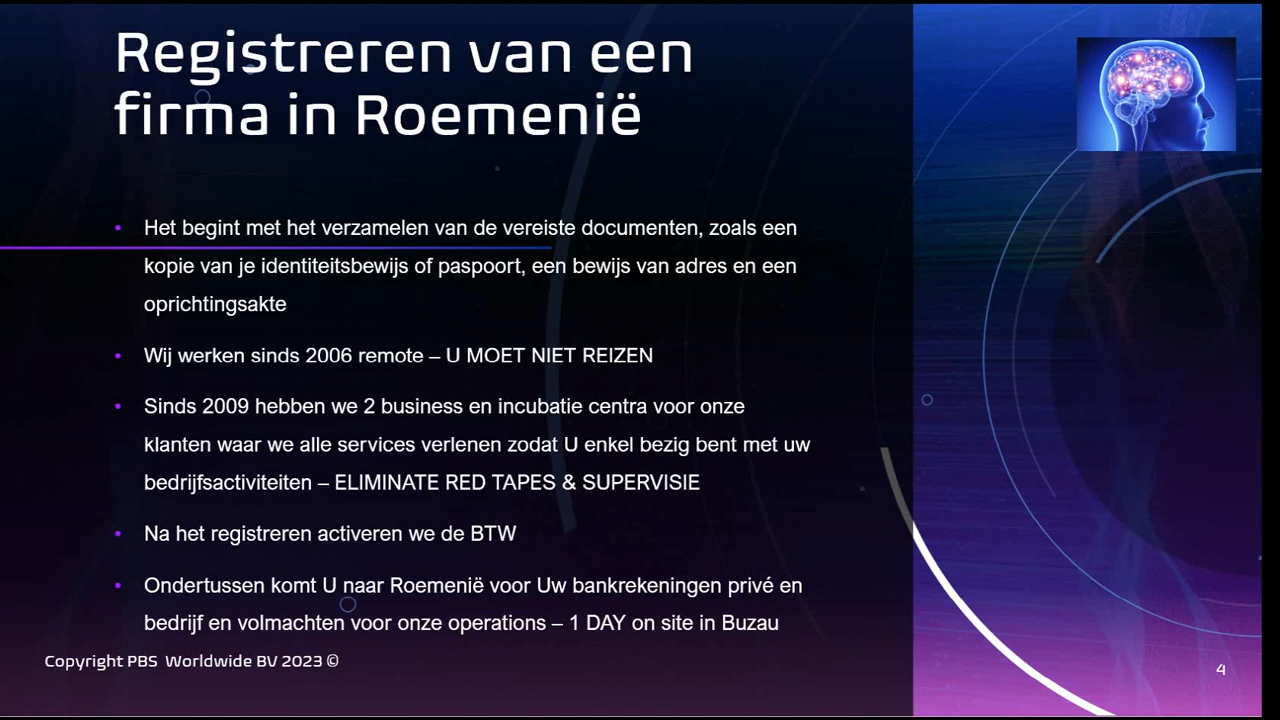 Registreren van een
firma in Roemenië
• Het begint met het verzamelen van de vereiste documenten, zoals een
kopie van je identiteitsbewijs of paspoort, een bewijs van adres en een
oprichtingsakte
• Wij werken sinds 2006 remote – U MOET NIET REIZEN
• Sinds 2009 hebben we 2 business en incubatie centra voor onze
klanten waar we alle services verlenen zodat U enkel bezig bent met uw
bedrijfsactiviteiten – ELIMINATE RED TAPES & SUPERVISIE
• Na het registreren activeren we de BTW
• Ondertussen komt U naar Roemenië voor Uw bankrekeningen privé en
bedrijf en volmachten voor onze operations – 1 DAY on site in Buzau
Copyright PBS Worldwide BV 2023 ©
4